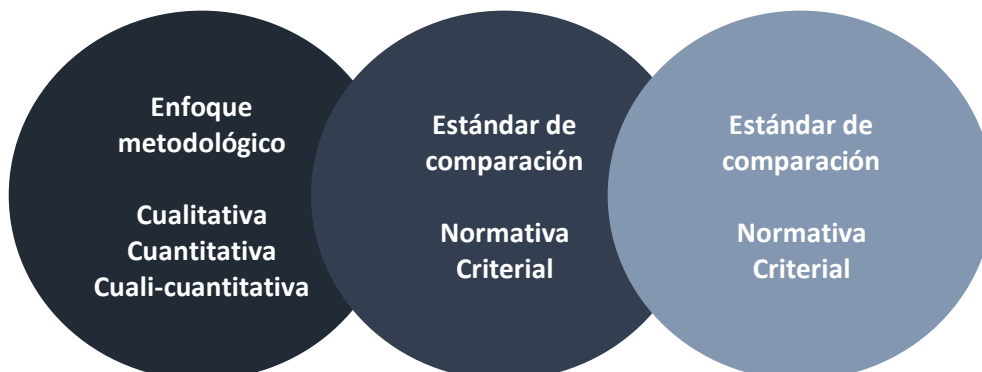 Enfoque
metodológico
Cualitativa
Cuantitativa
Cuali-cuantitativa
Estándar de
comparación
Normativa
Criterial
Estándar de
comparación
Normativa
Criterial